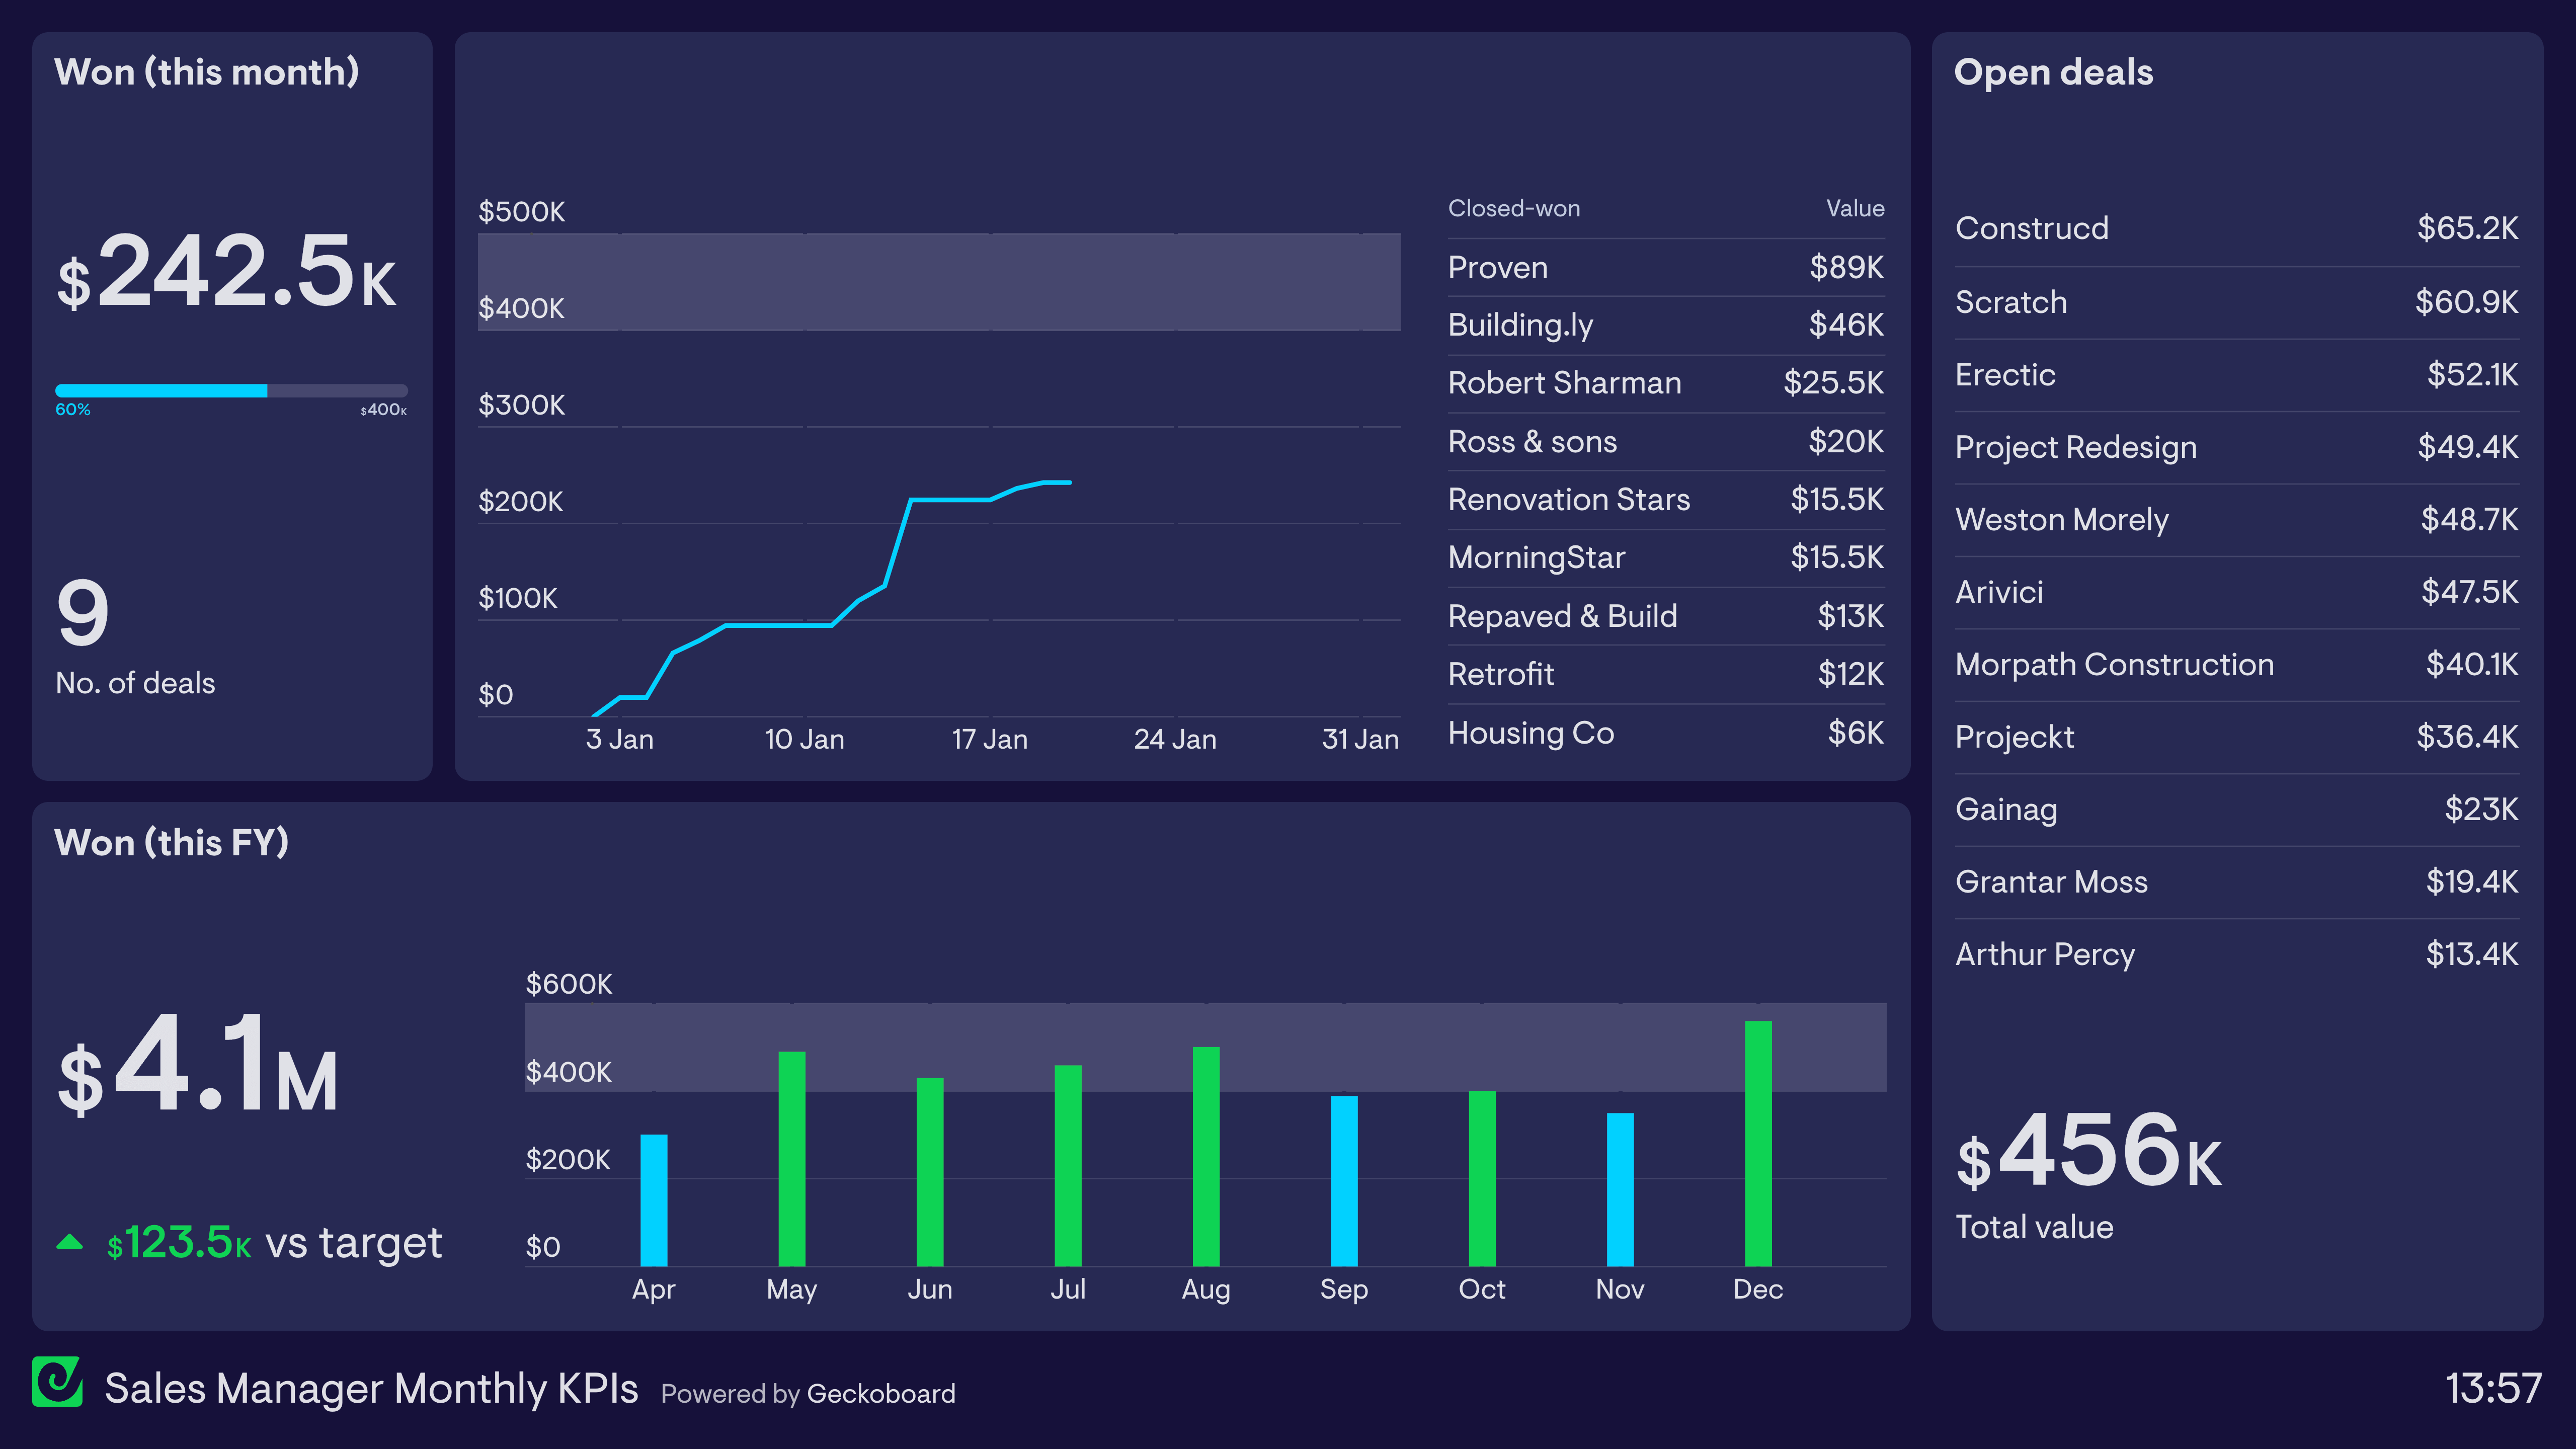 Won (this month)
$242.5K
60%
$400K
9
No. of deals
$500K
$400K
$300K
$200K
$100K
$0
3 Jan 10 Jan 17 Jan 24 Jan 31 Jan
Closed-won Value
Proven $89K
Building.ly $46K
Robert Sharman $25.5K
Ross & sons $20K
Renovation Stars $15.5K
MorningStar $15.5K
Repaved & Build $13K
Retrofit $12K
Housing Co $6K
Open deals
Construcd $65.2K
Scratch $60.9K
Erectic $52.1K
Project Redesign $49.4K
Weston Morely $48.7K
Arivici $47.5K
Morpath Construction $40.1K
Projeckt $36.4K
Gainag $23K
Grantar Moss $19.4K
Arthur Percy $13.4K
$456K
Total value
Won (this FY)
$4.1M
$123.5K vs target
$600K
$400K
$200K
$0
Apr May Jun Jul Aug Sep Oct Nov Dec
Sales Manager Monthly KPIs Powered by Geckoboard
13:57